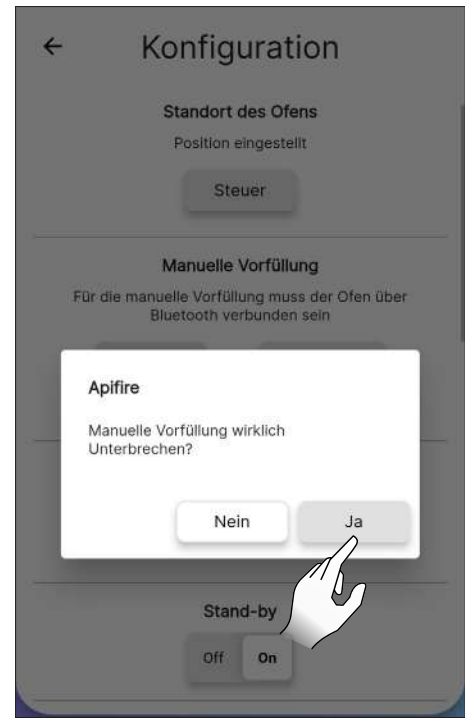 Konfiguration
Standort des Ofens
Position eingestellt
Steuer
Manuelle Vorfüllung
Für die manuelle Vorfüllung muss der Ofen über
Bluetooth verbunden sein
Apifire
Manuelle Vorfüllung wirklich
Unterbrechen?
Nein
Ja
Stand-by
Off
On